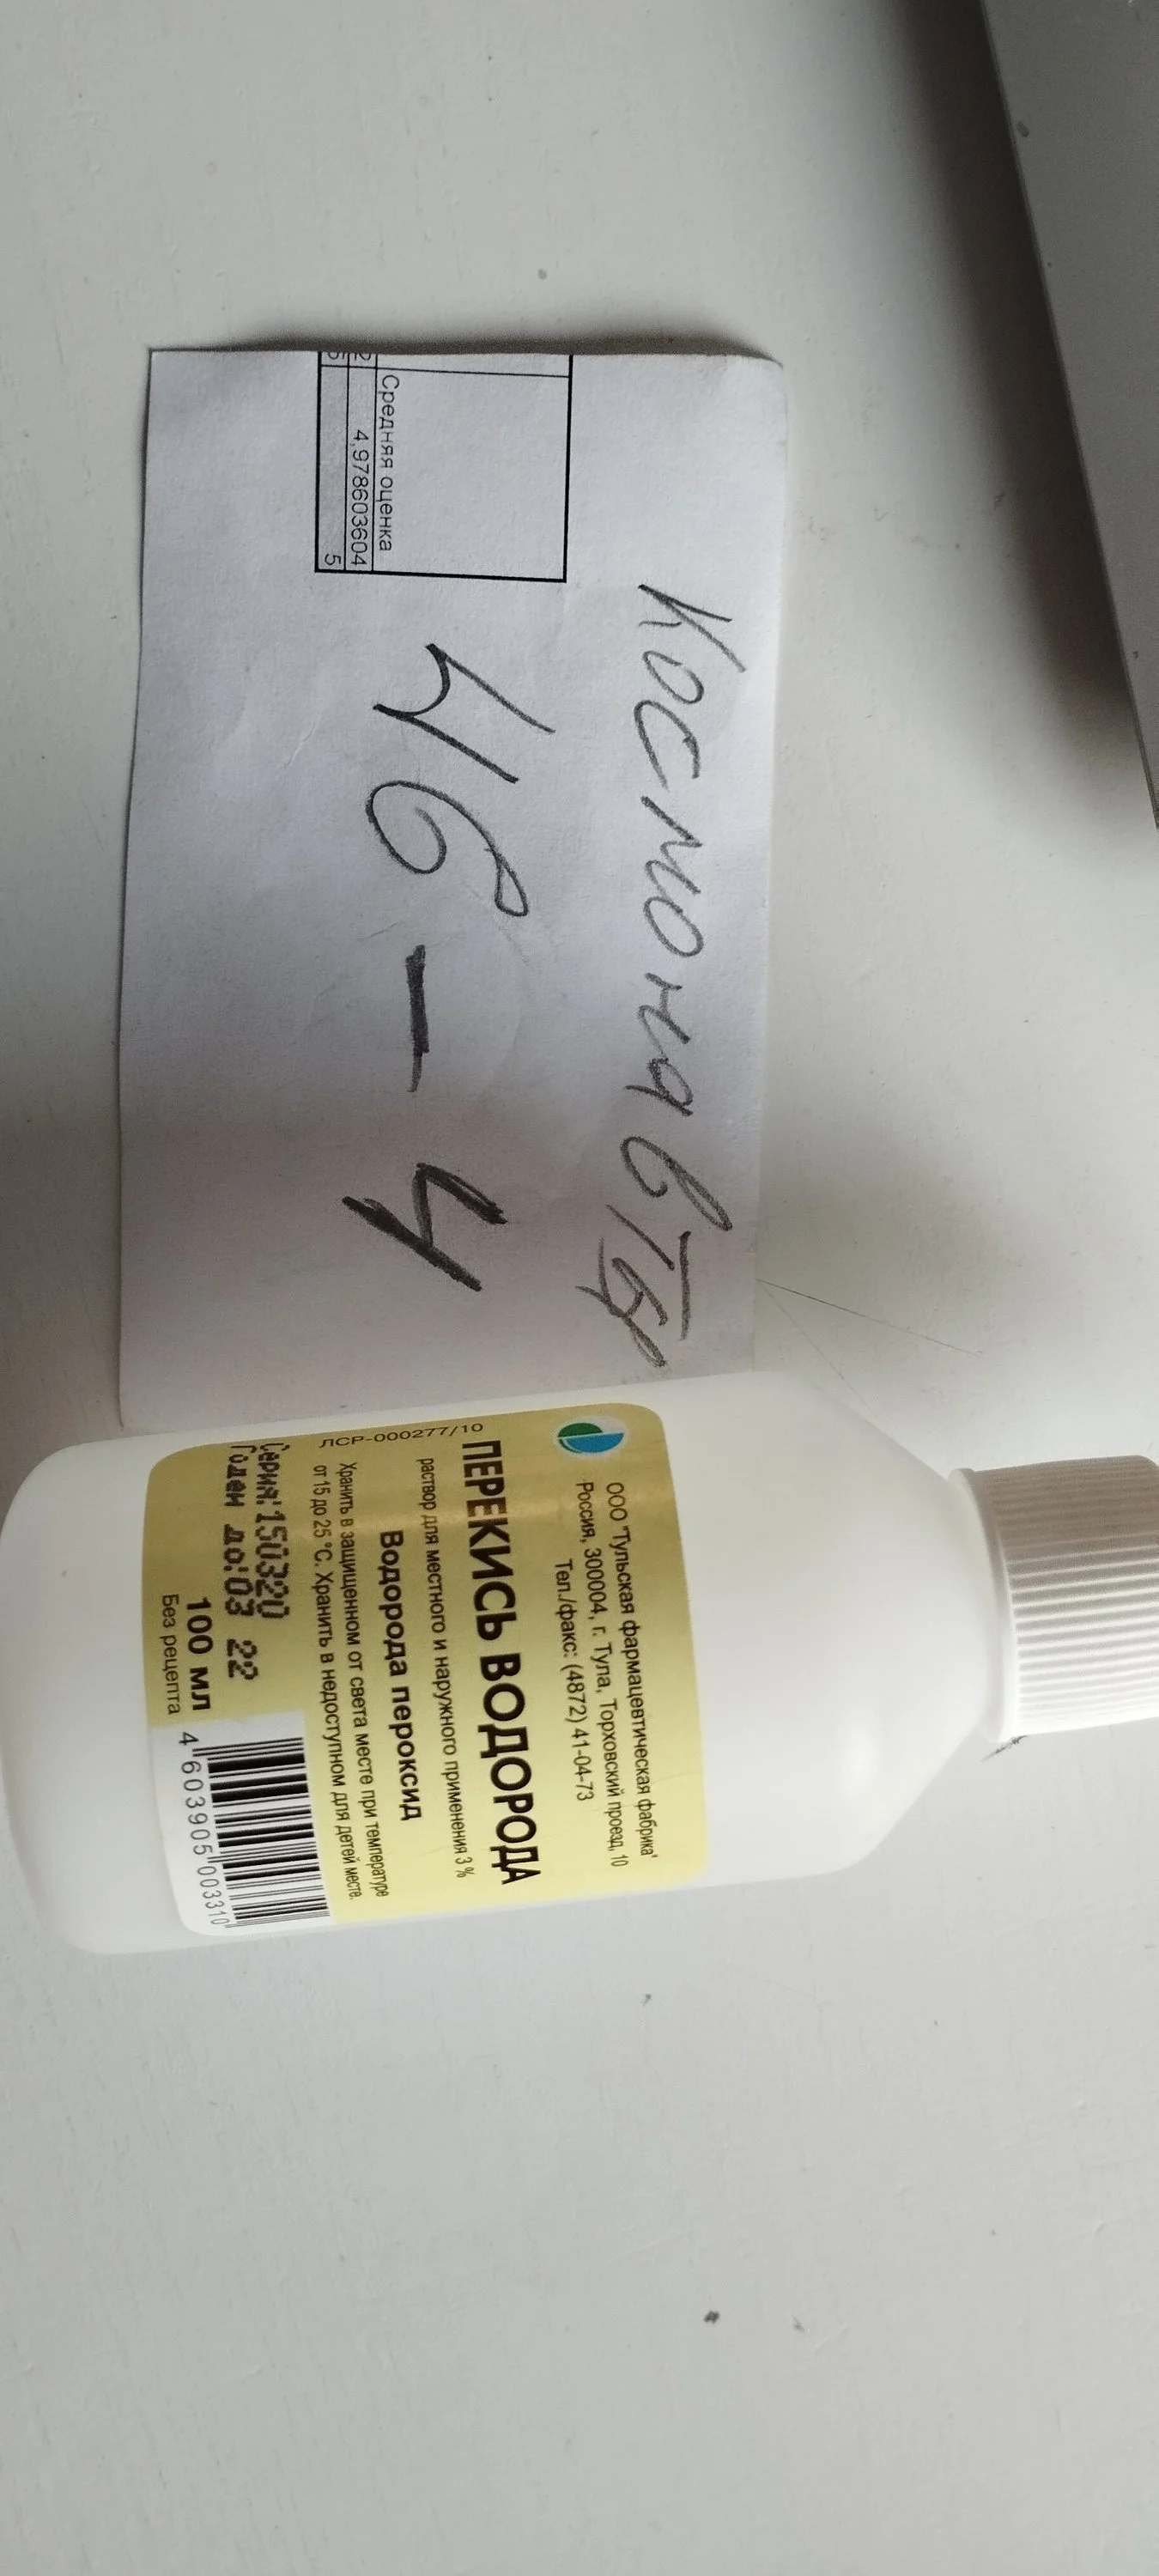 Средняя оценка
4,978603604
5
Космонавтов
46-4
ООО "Тульская фармацевтическая фабрика"
Россия, 300004, г. Тула, Торховский проезд, 10
Тел./факс: (4872) 41-04-73
ПЕРЕКИСЬ ВОДОРОДА
раствор для местного и наружного применения 3 %
Водорода пероксид
Хранить в защищенном от света месте при температуре
от 15 до 25 °С. Хранить в недоступном для детей месте.
ЛСР-000277/10
Серия:150320
Годен до:03 22
100 мл
Без рецепта
4 603905 003310